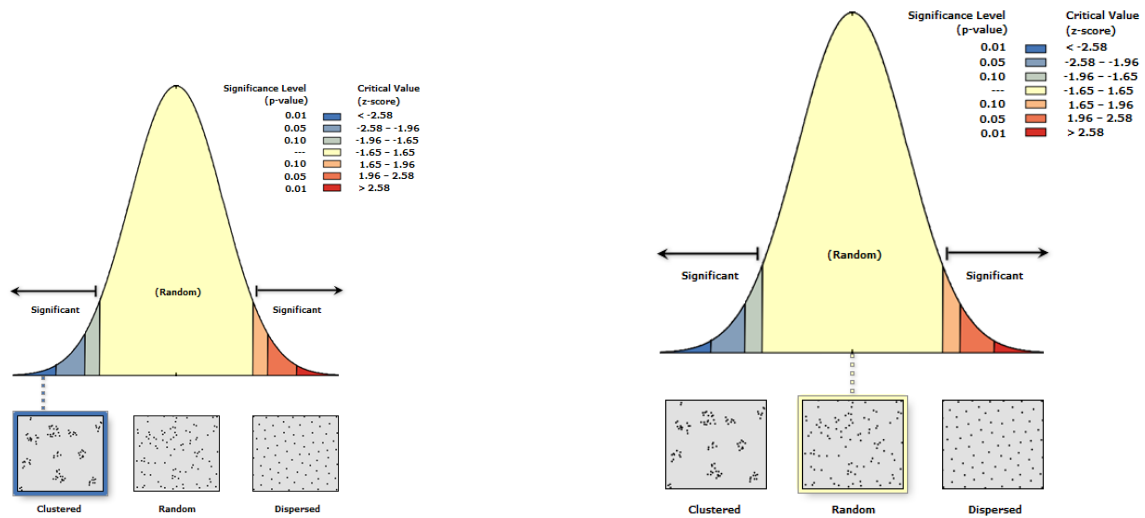 Significance Level Critical Value
(p-value) (z-score)
0.01 < -2.58
0.05 -2.58 – -1.96
0.10 -1.96 – -1.65
--- -1.65 – 1.65
0.10 1.65 – 1.96
0.05 1.96 – 2.58
0.01 > 2.58
Significant (Random) Significant
Clustered Random Dispersed
Significance Level Critical Value
(p-value) (z-score)
0.01 < -2.58
0.05 -2.58 – -1.96
0.10 -1.96 – -1.65
--- -1.65 – 1.65
0.10 1.65 – 1.96
0.05 1.96 – 2.58
0.01 > 2.58
(Random)
Significant Significant
Clustered Random Dispersed